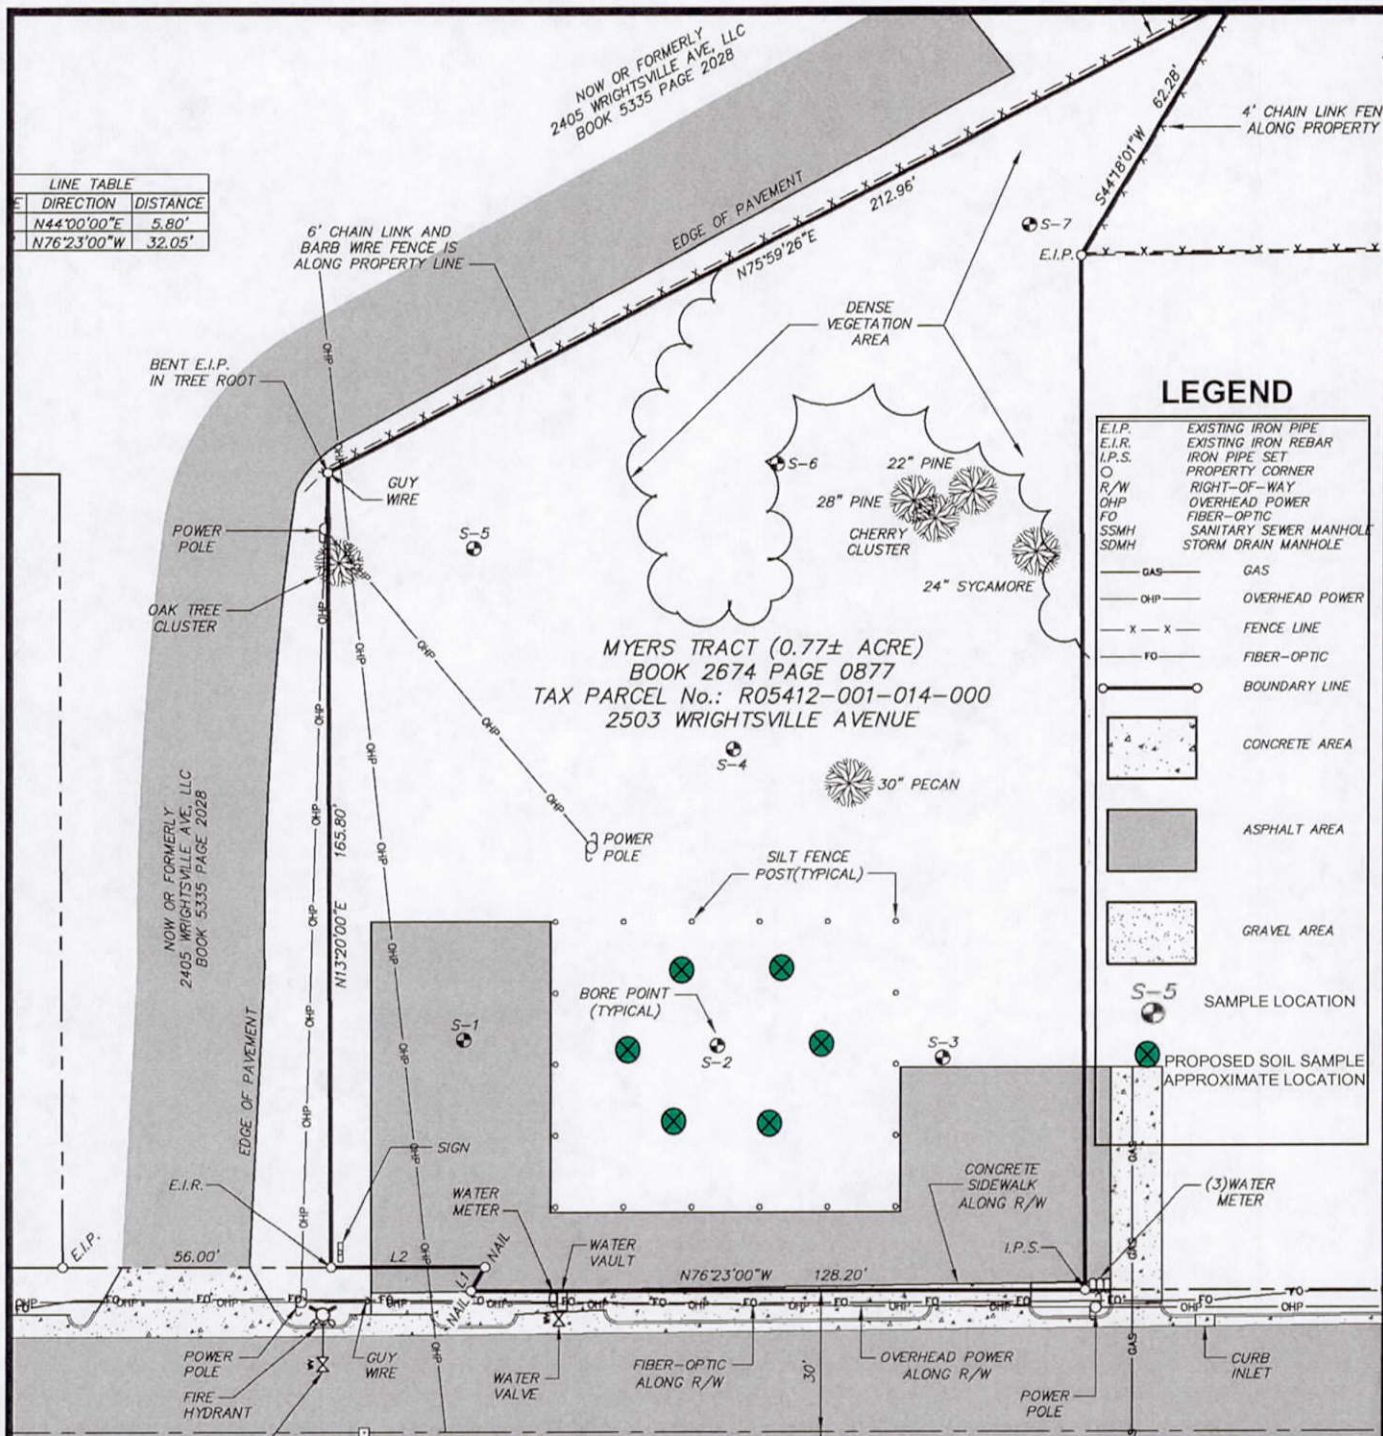 NOW OR FORMERLY
2405 WRIGHTSVILLE AVE, LLC
BOOK 5335 PAGE 2028
62.28'
4' CHAIN LINK FEN
ALONG PROPERTY
S44°18'01"W
LINE TABLE
E DIRECTION DISTANCE
N44°00'00"E 5.80'
N76°23'00"W 32.05'
EDGE OF PAVEMENT
212.96'
N75°59'26"E
S-7
E.I.P.
6' CHAIN LINK AND
BARB WIRE FENCE IS
ALONG PROPERTY LINE
DENSE
VEGETATION
AREA
BENT E.I.P.
IN TREE ROOT
GUY
WIRE
POWER
POLE
S-5
OAK TREE
CLUSTER
S-6
22" PINE
28" PINE
CHERRY
CLUSTER
24" SYCAMORE
MYERS TRACT (0.77± ACRE)
BOOK 2674 PAGE 0877
TAX PARCEL No.: R05412-001-014-000
2503 WRIGHTSVILLE AVENUE
S-4
30" PECAN
POWER
POLE
SILT FENCE
POST(TYPICAL)
NOW OR FORMERLY
2405 WRIGHTSVILLE AVE, LLC
BOOK 5335 PAGE 2028
N13°20'00"E 165.80'
EDGE OF PAVEMENT
BORE POINT
(TYPICAL)
S-1
S-2
S-3
LEGEND
E.I.P. EXISTING IRON PIPE
E.I.R. EXISTING IRON REBAR
I.P.S. IRON PIPE SET
PROPERTY CORNER
R/W RIGHT-OF-WAY
OHP OVERHEAD POWER
FO FIBER-OPTIC
SSMH SANITARY SEWER MANHOLE
SDMH STORM DRAIN MANHOLE
GAS GAS
OHP OVERHEAD POWER
X X FENCE LINE
FO FIBER-OPTIC
BOUNDARY LINE
CONCRETE AREA
ASPHALT AREA
GRAVEL AREA
S-5
SAMPLE LOCATION
PROPOSED SOIL SAMPLE
APPROXIMATE LOCATION
SIGN
E.I.R.
WATER
METER
CONCRETE
SIDEWALK
ALONG R/W
(3)WATER
METER
E.I.P.
56.00'
L2
NAIL
WATER
VAULT
I.P.S.
L1
NAIL
N76°23'00"W 128.20'
POWER
POLE
GUY
WIRE
FIRE
HYDRANT
WATER
VALVE
FIBER-OPTIC
ALONG R/W
30'
OVERHEAD POWER
ALONG R/W
POWER
POLE
CURB
INLET
OHP
FO
GAS